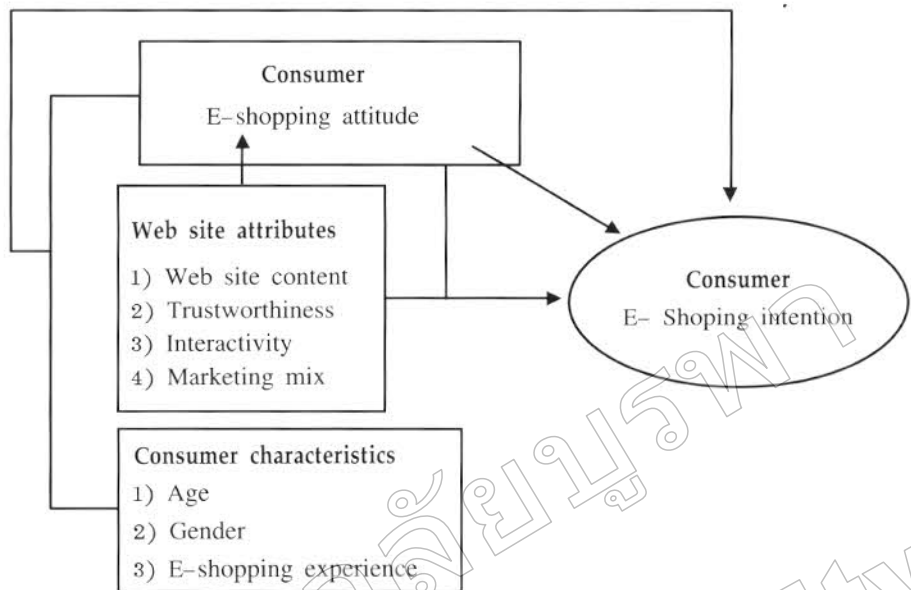 Consumer
E-shopping attitude
Web site attributes
1) Web site content
2) Trustworthiness
3) Interactivity
4) Marketing mix
Consumer
E- Shoping intention
Consumer characteristics
1) Age
2) Gender
3) E-shopping experience